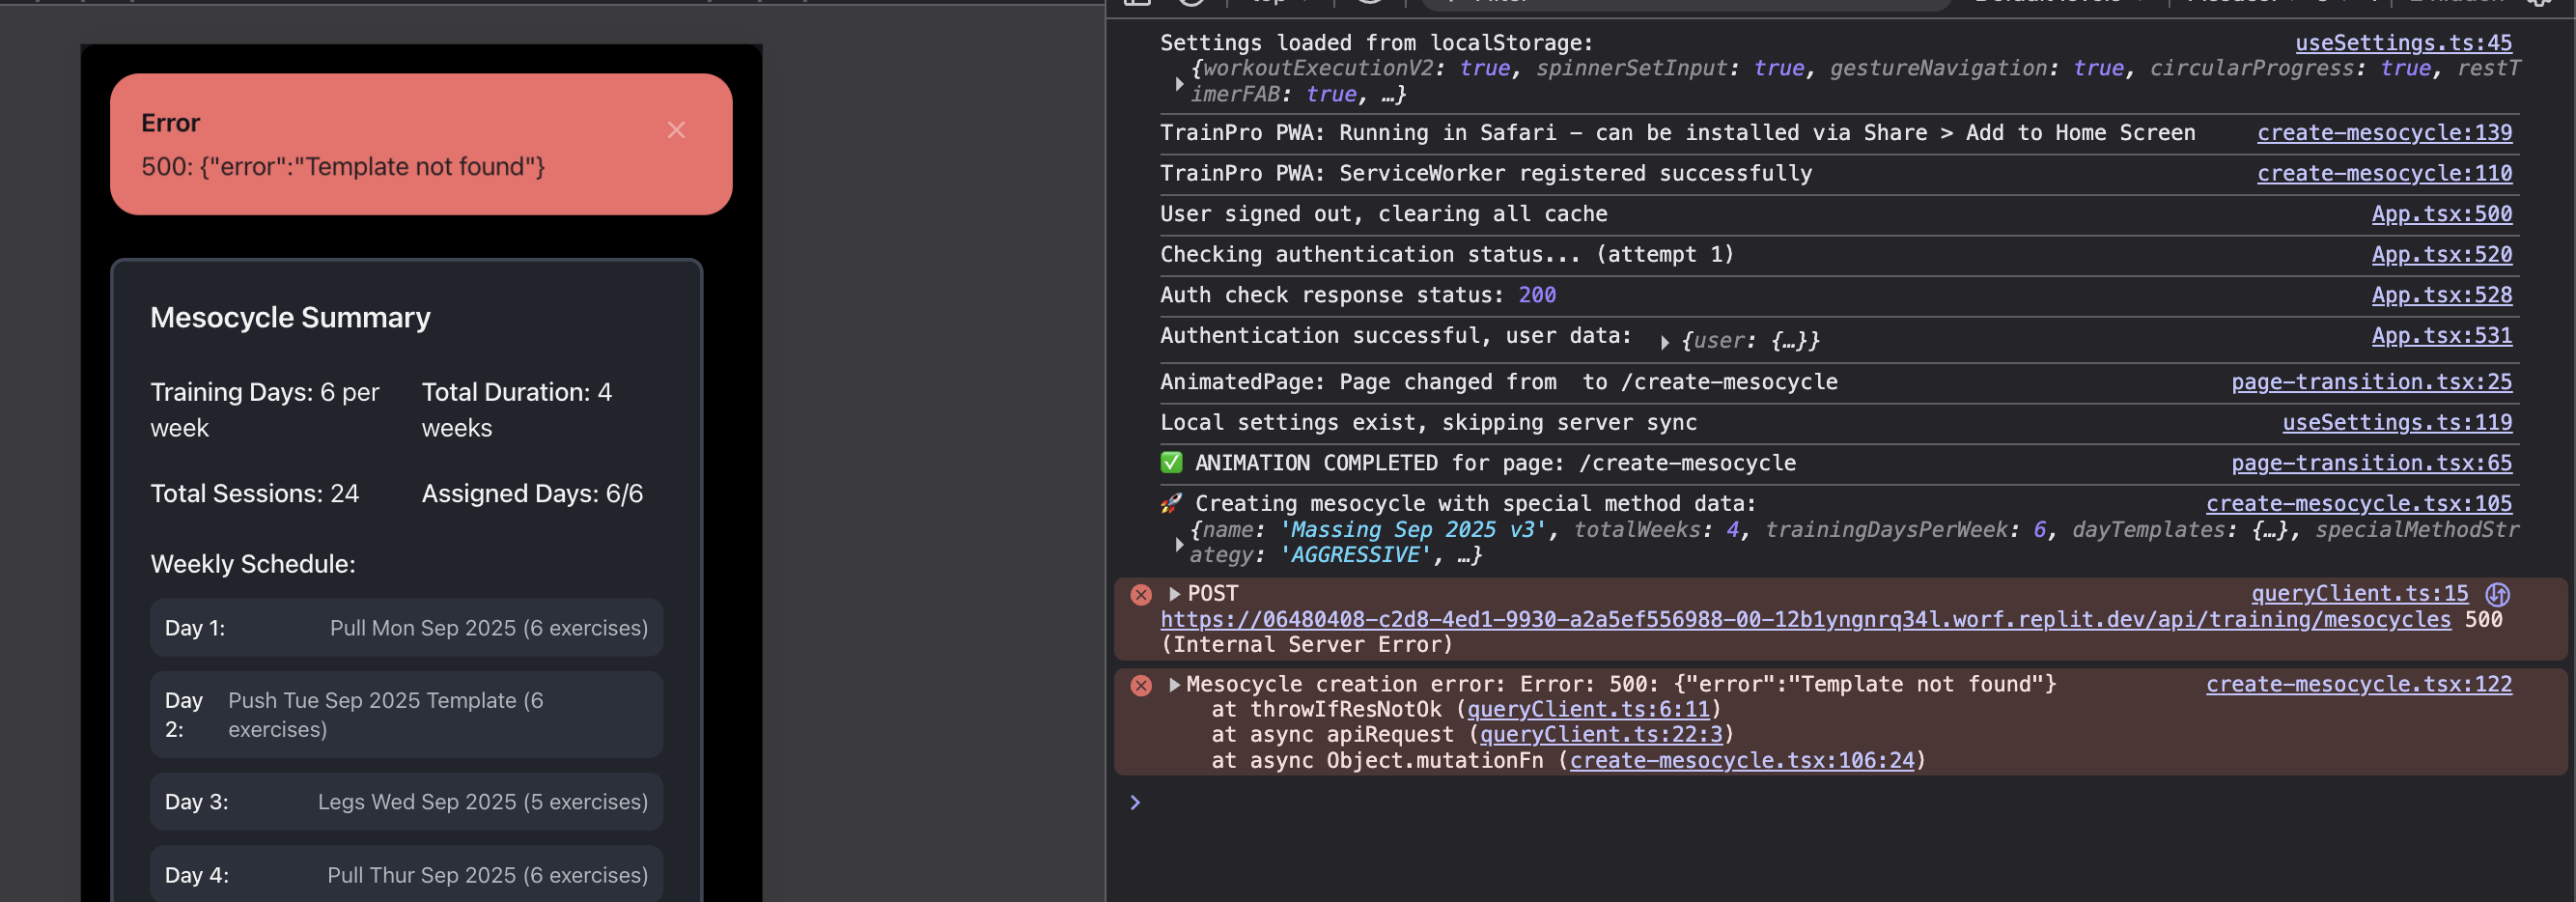 Error
500: {"error":"Template not found"}
Mesocycle Summary
Training Days: 6 per
week
Total Duration: 4
weeks
Total Sessions: 24
Assigned Days: 6/6
Weekly Schedule:
Day 1:
Pull Mon Sep 2025 (6 exercises)
Day
2:
Push Tue Sep 2025 Template (6
exercises)
Day 3:
Legs Wed Sep 2025 (5 exercises)
Day 4:
Pull Thur Sep 2025 (6 exercises)
Settings loaded from localStorage:
useSettings.ts:45
{workoutExecutionV2: true, spinnerSetInput: true, gestureNavigation: true, circularProgress: true, restT
imerFAB: true, …}
TrainPro PWA: Running in Safari – can be installed via Share > Add to Home Screen
create-mesocycle:139
TrainPro PWA: ServiceWorker registered successfully
create-mesocycle:110
User signed out, clearing all cache
App.tsx:500
Checking authentication status... (attempt 1)
App.tsx:520
Auth check response status: 200
App.tsx:528
Authentication successful, user data: {user: {…}}
App.tsx:531
AnimatedPage: Page changed from  to /create-mesocycle
page-transition.tsx:25
Local settings exist, skipping server sync
useSettings.ts:119
✅ ANIMATION COMPLETED for page: /create-mesocycle
page-transition.tsx:65
🚀 Creating mesocycle with special method data:
create-mesocycle.tsx:105
{name: 'Massing Sep 2025 v3', totalWeeks: 4, trainingDaysPerWeek: 6, dayTemplates: {…}, specialMethodStr
ategy: 'AGGRESSIVE', …}
POST
queryClient.ts:15
https://06480408-c2d8-4ed1-9930-a2a5ef556988-00-12b1yngnrq34l.worf.replit.dev/api/training/mesocycles 500
(Internal Server Error)
Mesocycle creation error: Error: 500: {"error":"Template not found"}
create-mesocycle.tsx:122
at throwIfResNotOk (queryClient.ts:6:11)
at async apiRequest (queryClient.ts:22:3)
at async Object.mutationFn (create-mesocycle.tsx:106:24)